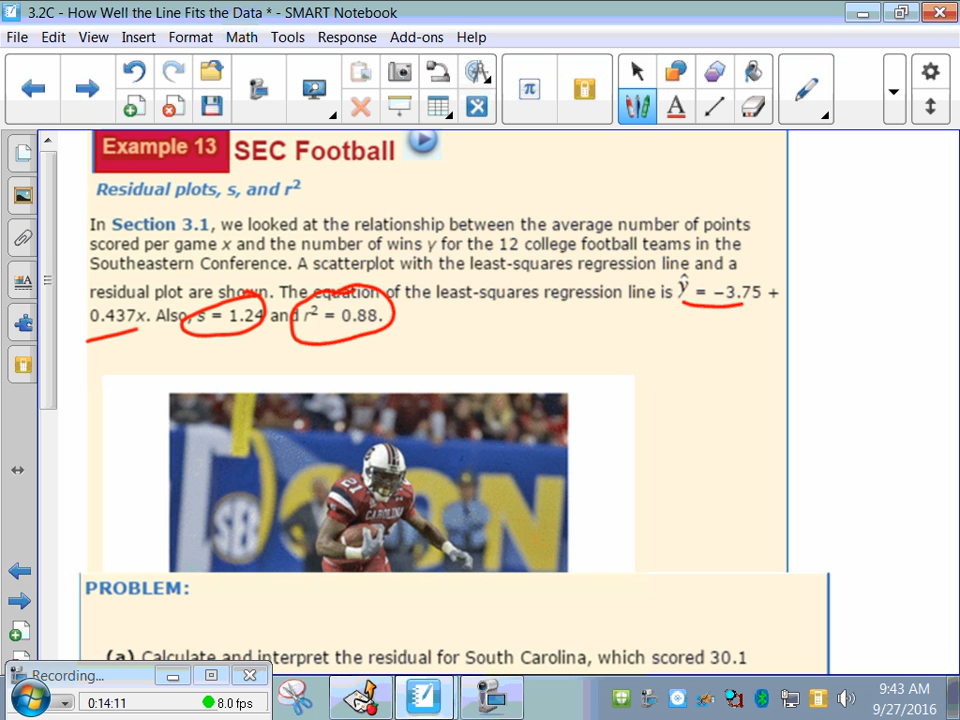 3.2C - How Well the Line Fits the Data * - SMART Notebook
File Edit View Insert Format Math Tools Response Add-ons Help
Example 13 SEC Football
Residual plots, s, and r²
In Section 3.1, we looked at the relationship between the average number of points
scored per game x and the number of wins y for the 12 college football teams in the
Southeastern Conference. A scatterplot with the least-squares regression line and a
residual plot are shown. The equation of the least-squares regression line is ŷ = −3.75 +
0.437x. Also, s = 1.24 and r² = 0.88.
21
CAROLINA
SEC
PROBLEM:
(a) Calculate and interpret the residual for South Carolina, which scored 30.1
Recording...
0:14:11 8.0 fps
9:43 AM
9/27/2016